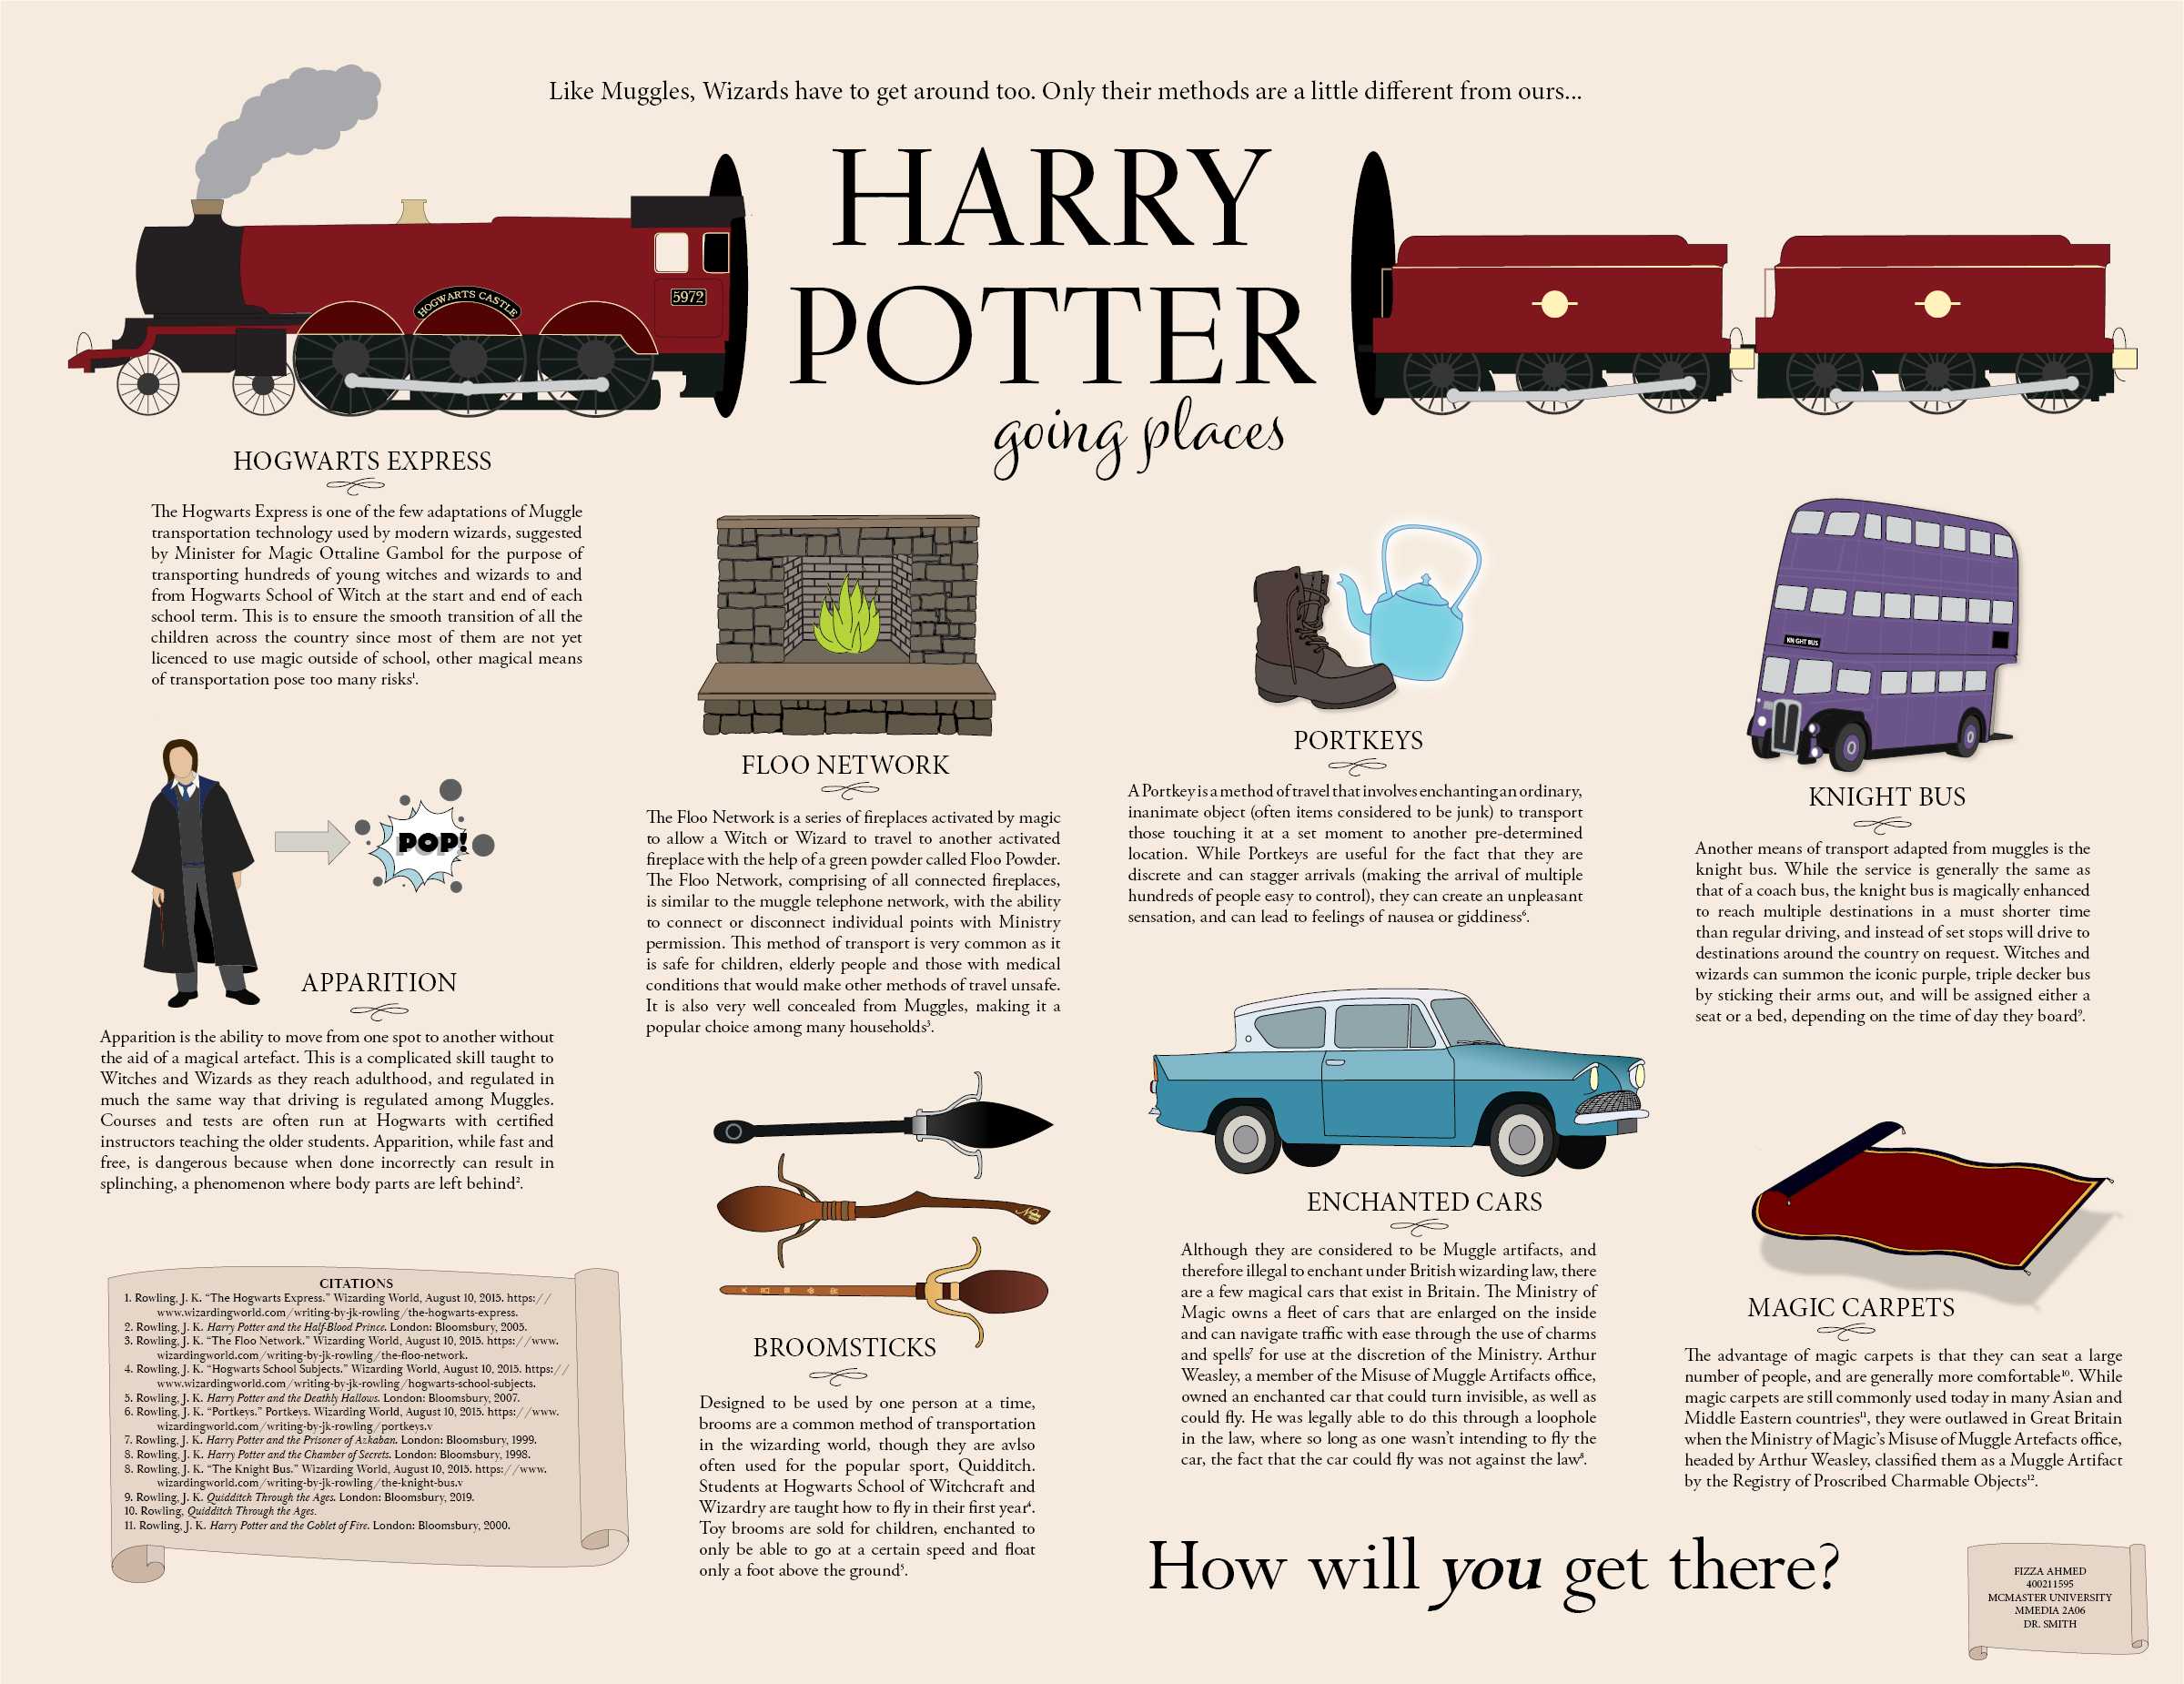 Like Muggles, Wizards have to get around too. Only their methods are a little different from ours...
HARRY
POTTER
going places
HOGWARTS CASTLE
5972
HOGWARTS EXPRESS
The Hogwarts Express is one of the few adaptations of Muggle
transportation technology used by modern wizards, suggested
by Minister for Magic Ottaline Gambol for the purpose of
transporting hundreds of young witches and wizards to and
from Hogwarts School of Witch at the start and end of each
school term. This is to ensure the smooth transition of all the
children across the country since most of them are not yet
licenced to use magic outside of school, other magical means
of transportation pose too many risks¹.
POP!
APPARITION
Apparition is the ability to move from one spot to another without
the aid of a magical artefact. This is a complicated skill taught to
Witches and Wizards as they reach adulthood, and regulated in
much the same way that driving is regulated among Muggles.
Courses and tests are often run at Hogwarts with certified
instructors teaching the older students. Apparition, while fast and
free, is dangerous because when done incorrectly can result in
splinching, a phenomenon where body parts are left behind².
CITATIONS
1. Rowling, J. K. “The Hogwarts Express.” Wizarding World, August 10, 2015. https://
www.wizardingworld.com/writing-by-jk-rowling/the-hogwarts-express.
2. Rowling, J. K. Harry Potter and the Half-Blood Prince. London: Bloomsbury, 2005.
3. Rowling, J. K. “The Floo Network.” Wizarding World, August 10, 2015. https://www.
wizardingworld.com/writing-by-jk-rowling/the-floo-network.
4. Rowling, J. K. “Hogwarts School Subjects.” Wizarding World, August 10, 2015. https://
www.wizardingworld.com/writing-by-jk-rowling/hogwarts-school-subjects.
5. Rowling, J. K. Harry Potter and the Deathly Hallows. London: Bloomsbury, 2007.
6. Rowling, J. K. “Portkeys.” Portkeys. Wizarding World, August 10, 2015. https://www.
wizardingworld.com/writing-by-jk-rowling/portkeys.v
7. Rowling, J. K. Harry Potter and the Prisoner of Azkaban. London: Bloomsbury, 1999.
8. Rowling, J. K. Harry Potter and the Chamber of Secrets. London: Bloomsbury, 1998.
8. Rowling, J. K. “The Knight Bus.” Wizarding World, August 10, 2015. https://www.
wizardingworld.com/writing-by-jk-rowling/the-knight-bus.v
9. Rowling, J. K. Quidditch Through the Ages. London: Bloomsbury, 2019.
10. Rowling, Quidditch Through the Ages.
11. Rowling, J. K. Harry Potter and the Goblet of Fire. London: Bloomsbury, 2000.
FLOO NETWORK
The Floo Network is a series of fireplaces activated by magic
to allow a Witch or Wizard to travel to another activated
fireplace with the help of a green powder called Floo Powder.
The Floo Network, comprising of all connected fireplaces,
is similar to the muggle telephone network, with the ability
to connect or disconnect individual points with Ministry
permission. This method of transport is very common as it
is safe for children, elderly people and those with medical
conditions that would make other methods of travel unsafe.
It is also very well concealed from Muggles, making it a
popular choice among many households³.
BROOMSTICKS
Designed to be used by one person at a time,
brooms are a common method of transportation
in the wizarding world, though they are avlso
often used for the popular sport, Quidditch.
Students at Hogwarts School of Witchcraft and
Wizardry are taught how to fly in their first year⁴.
Toy brooms are sold for children, enchanted to
only be able to go at a certain speed and float
only a foot above the ground⁵.
PORTKEYS
A Portkey is a method of travel that involves enchanting an ordinary,
inanimate object (often items considered to be junk) to transport
those touching it at a set moment to another pre-determined
location. While Portkeys are useful for the fact that they are
discrete and can stagger arrivals (making the arrival of multiple
hundreds of people easy to control), they can create an unpleasant
sensation, and can lead to feelings of nausea or giddiness⁶.
ENCHANTED CARS
Although they are considered to be Muggle artifacts, and
therefore illegal to enchant under British wizarding law, there
are a few magical cars that exist in Britain. The Ministry of
Magic owns a fleet of cars that are enlarged on the inside
and can navigate traffic with ease through the use of charms
and spells⁷ for use at the discretion of the Ministry. Arthur
Weasley, a member of the Misuse of Muggle Artifacts office,
owned an enchanted car that could turn invisible, as well as
could fly. He was legally able to do this through a loophole
in the law, where so long as one wasn’t intending to fly the
car, the fact that the car could fly was not against the law⁸.
KNIGHT BUS
KNIGHT BUS
Another means of transport adapted from muggles is the
knight bus. While the service is generally the same as
that of a coach bus, the knight bus is magically enhanced
to reach multiple destinations in a must shorter time
than regular driving, and instead of set stops will drive to
destinations around the country on request. Witches and
wizards can summon the iconic purple, triple decker bus
by sticking their arms out, and will be assigned either a
seat or a bed, depending on the time of day they board⁹.
MAGIC CARPETS
The advantage of magic carpets is that they can seat a large
number of people, and are generally more comfortable¹⁰. While
magic carpets are still commonly used today in many Asian and
Middle Eastern countries¹¹, they were outlawed in Great Britain
when the Ministry of Magic’s Misuse of Muggle Artefacts office,
headed by Arthur Weasley, classified them as a Muggle Artifact
by the Registry of Proscribed Charmable Objects¹².
How will you get there?
FIZZA AHMED
400211595
MCMASTER UNIVERSITY
MMEDIA 2A06
DR. SMITH